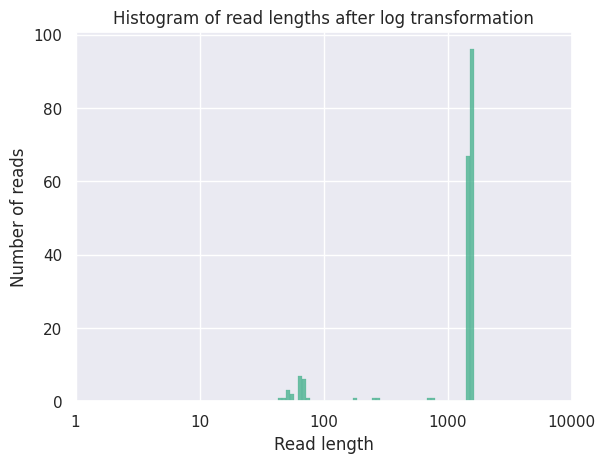 Histogram of read lengths after log transformation
100
80
60
40
20
0
Number of reads
1 10 100 1000 10000
Read length